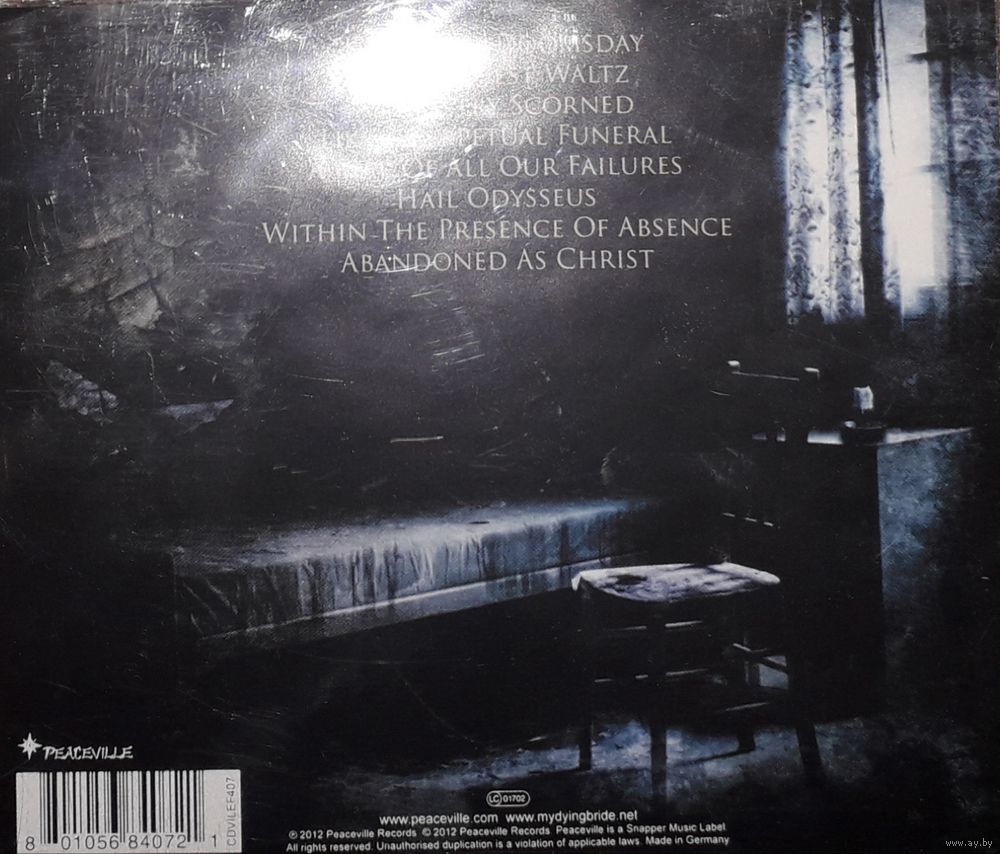 DOOMSDAY
WALTZ
SCORNED
PERPETUAL FUNERAL
OF ALL OUR FAILURES
HAIL ODYSSEUS
WITHIN THE PRESENCE OF ABSENCE
ABANDONED AS CHRIST
PEACEVILLE
CDVILEF407
8 01056 84072 1
LC 01702
www.peaceville.com www.mydyingbride.net
℗ 2012 Peaceville Records © 2012 Peaceville Records Peaceville is a Snapper Music Label
All rights reserved. Unauthorised duplication is a violation of applicable laws. Made in Germany
www.ay.by